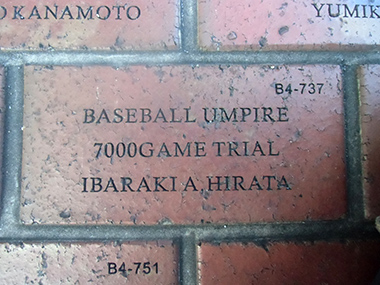 O KANAMOTO
YUMIK
B4-737
BASEBALL UMPIRE
7000GAME TRIAL
IBARAKI A.HIRATA
B4-751